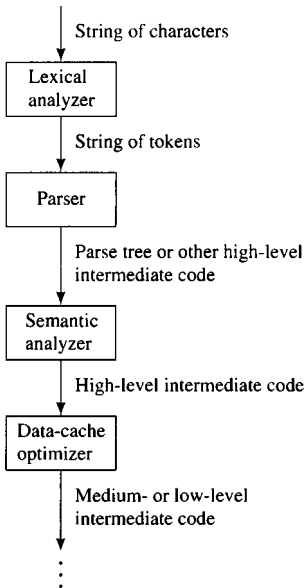 String of characters
Lexical
analyzer
String of tokens
Parser
Parse tree or other high-level
intermediate code
Semantic
analyzer
High-level intermediate code
Data-cache
optimizer
Medium- or low-level
intermediate code